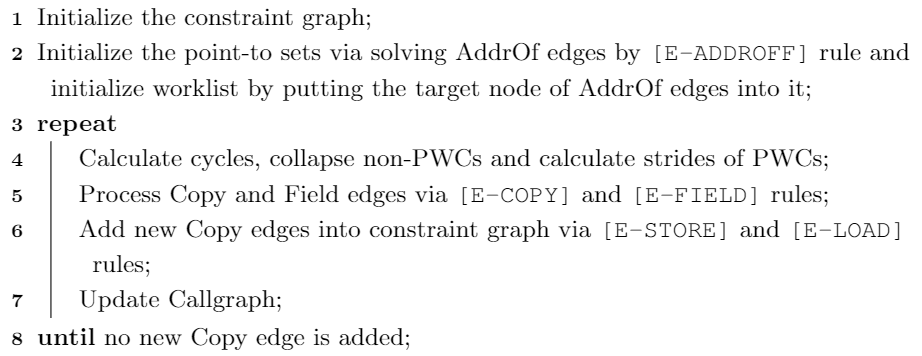 1 Initialize the constraint graph;
2 Initialize the point-to sets via solving AddrOf edges by [E-ADDROFF] rule and
initialize worklist by putting the target node of AddrOf edges into it;
3 repeat
4 Calculate cycles, collapse non-PWCs and calculate strides of PWCs;
5 Process Copy and Field edges via [E-COPY] and [E-FIELD] rules;
6 Add new Copy edges into constraint graph via [E-STORE] and [E-LOAD]
rules;
7 Update Callgraph;
8 until no new Copy edge is added;